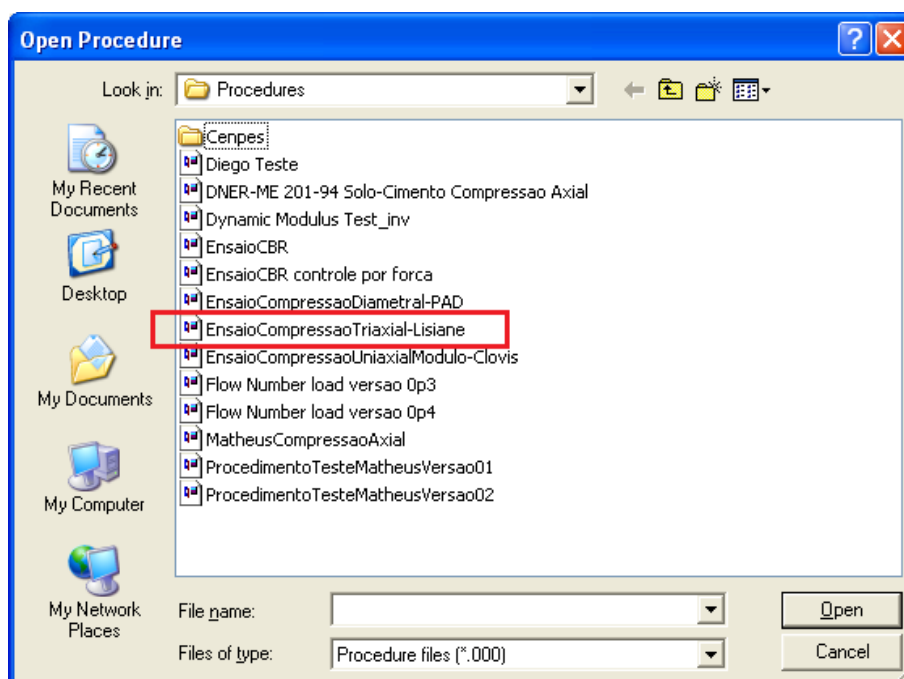 Open Procedure
Look in: Procedures
Cenpes
Diego Teste
DNER-ME 201-94 Solo-Cimento Compressao Axial
Dynamic Modulus Test_inv
EnsaioCBR
EnsaioCBR controle por forca
EnsaioCompressaoDiametral-PAD
EnsaioCompressaoTriaxial-Lisiane
EnsaioCompressaoUniaxialModulo-Clovis
Flow Number load versao 0p3
Flow Number load versao 0p4
MatheusCompressaoAxial
ProcedimentoTesteMatheusVersao01
ProcedimentoTesteMatheusVersao02
My Recent
Documents
Desktop
My Documents
My Computer
My Network
Places
File name:
Open
Files of type: Procedure files (*.000)
Cancel